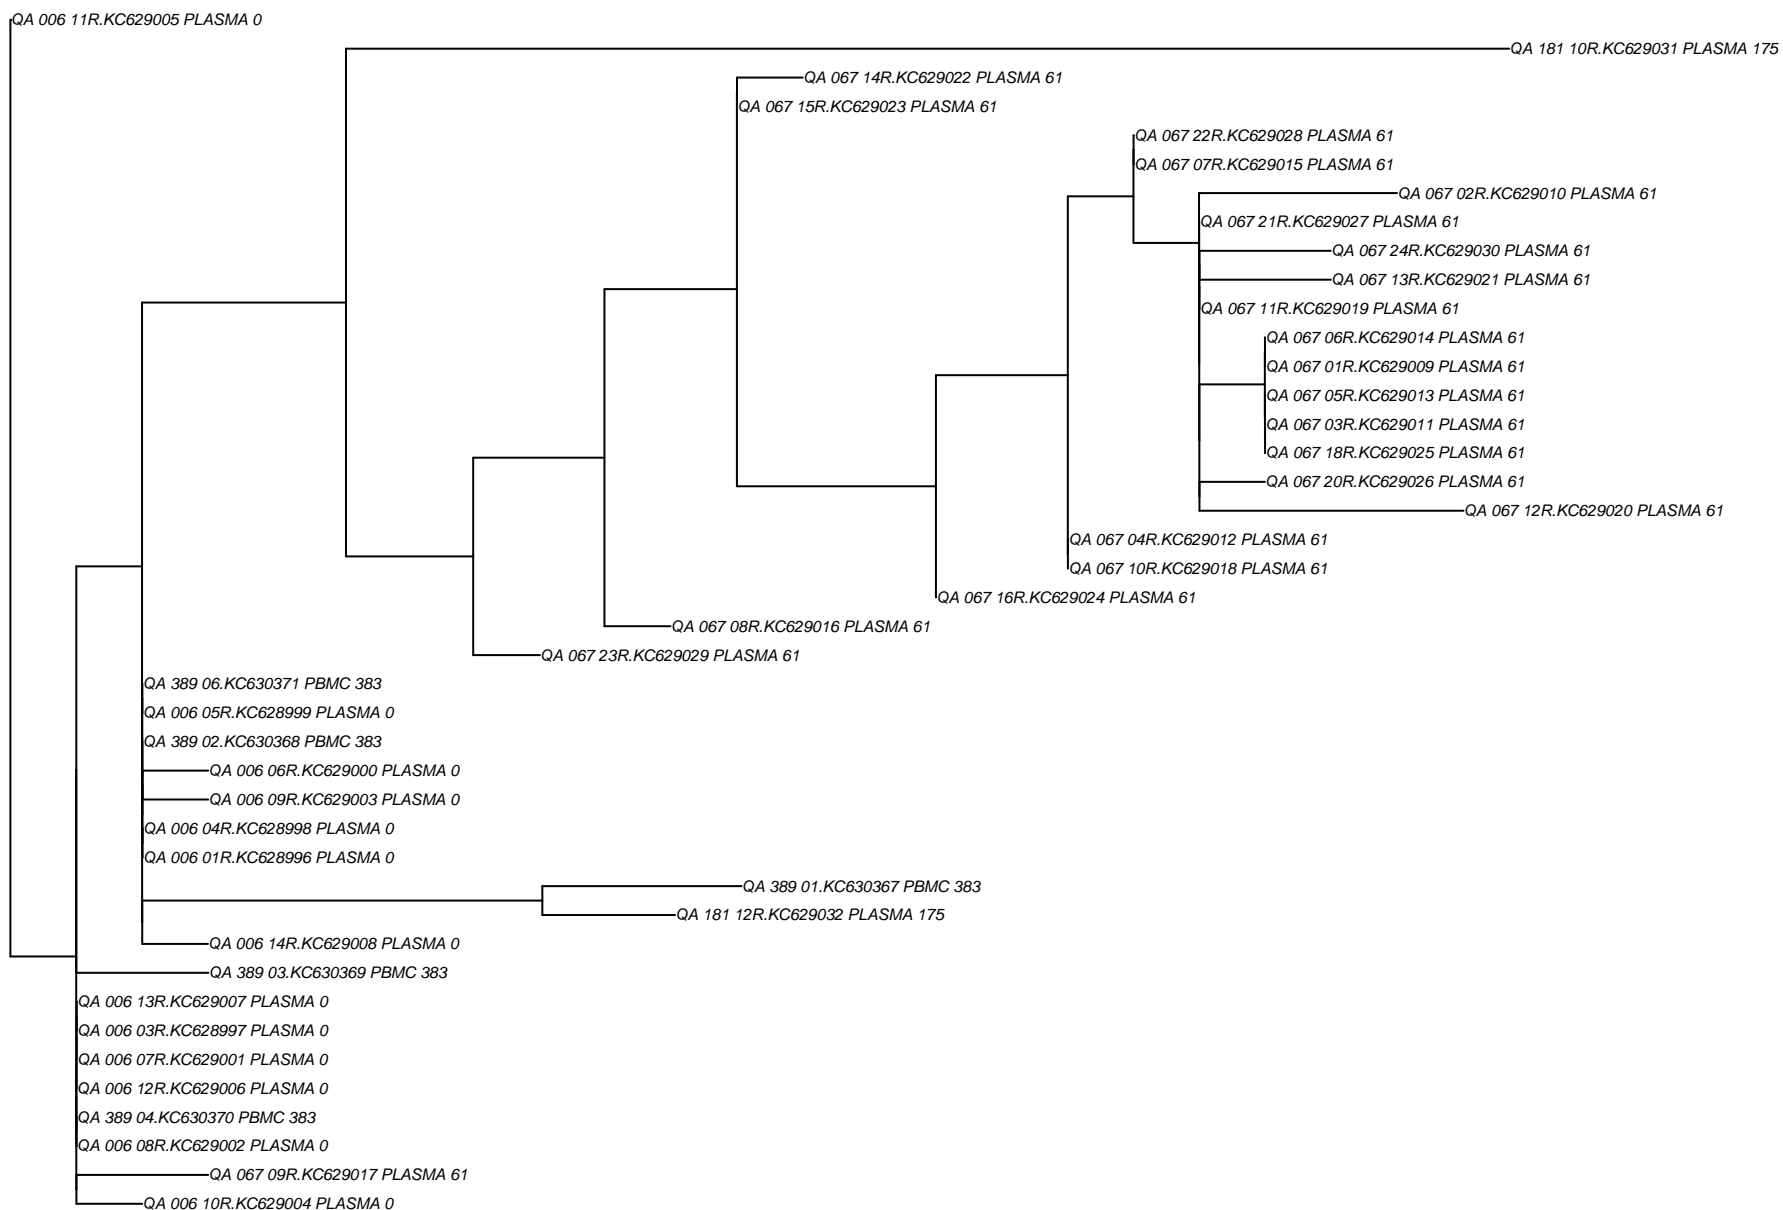 QA 006 11R.KC629005 PLASMA 0
QA 181 10R.KC629031 PLASMA 175
QA 067 14R.KC629022 PLASMA 61
QA 067 15R.KC629023 PLASMA 61
QA 067 22R.KC629028 PLASMA 61
QA 067 07R.KC629015 PLASMA 61
QA 067 02R.KC629010 PLASMA 61
QA 067 21R.KC629027 PLASMA 61
QA 067 24R.KC629030 PLASMA 61
QA 067 13R.KC629021 PLASMA 61
QA 067 11R.KC629019 PLASMA 61
QA 067 06R.KC629014 PLASMA 61
QA 067 01R.KC629009 PLASMA 61
QA 067 05R.KC629013 PLASMA 61
QA 067 03R.KC629011 PLASMA 61
QA 067 18R.KC629025 PLASMA 61
QA 067 20R.KC629026 PLASMA 61
QA 067 12R.KC629020 PLASMA 61
QA 067 04R.KC629012 PLASMA 61
QA 067 10R.KC629018 PLASMA 61
QA 067 16R.KC629024 PLASMA 61
QA 067 08R.KC629016 PLASMA 61
QA 067 23R.KC629029 PLASMA 61
QA 389 06.KC630371 PBMC 383
QA 006 05R.KC628999 PLASMA 0
QA 389 02.KC630368 PBMC 383
QA 006 06R.KC629000 PLASMA 0
QA 006 09R.KC629003 PLASMA 0
QA 006 04R.KC628998 PLASMA 0
QA 006 01R.KC628996 PLASMA 0
QA 389 01.KC630367 PBMC 383
QA 181 12R.KC629032 PLASMA 175
QA 006 14R.KC629008 PLASMA 0
QA 389 03.KC630369 PBMC 383
QA 006 13R.KC629007 PLASMA 0
QA 006 03R.KC628997 PLASMA 0
QA 006 07R.KC629001 PLASMA 0
QA 006 12R.KC629006 PLASMA 0
QA 389 04.KC630370 PBMC 383
QA 006 08R.KC629002 PLASMA 0
QA 067 09R.KC629017 PLASMA 61
QA 006 10R.KC629004 PLASMA 0